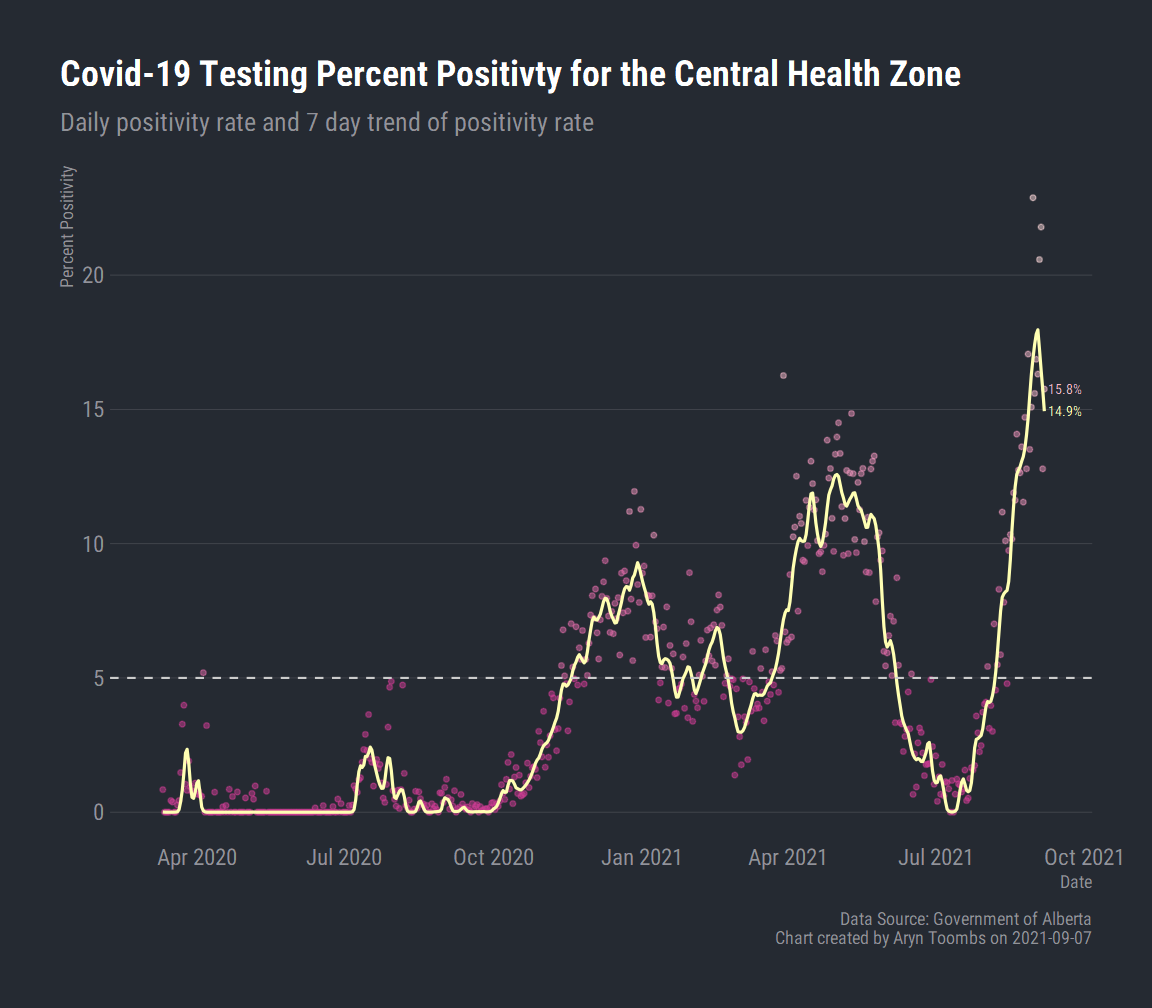 Covid-19 Testing Percent Positivty for the Central Health Zone
Daily positivity rate and 7 day trend of positivity rate
Percent Positivity
20
15
10
5
0
15.8%
14.9%
Apr 2020 Jul 2020 Oct 2020 Jan 2021 Apr 2021 Jul 2021 Oct 2021
Date
Data Source: Government of Alberta
Chart created by Aryn Toombs on 2021-09-07